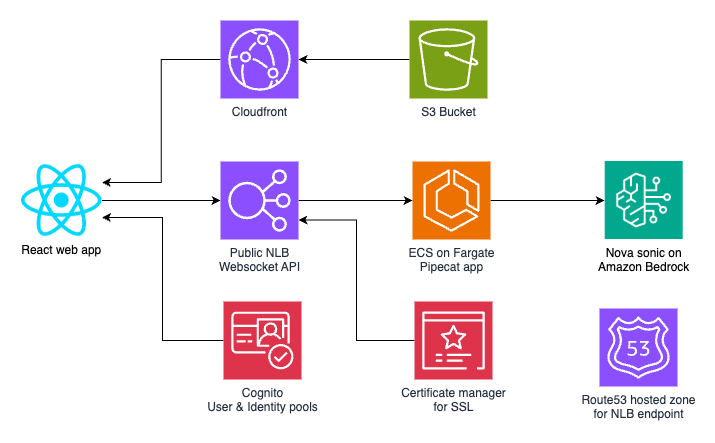 Cloudfront
S3 Bucket
React web app
Public NLB
Websocket API
ECS on Fargate
Pipecat app
Nova sonic on
Amazon Bedrock
Cognito
User & Identity pools
Certificate manager
for SSL
53
Route53 hosted zone
for NLB endpoint